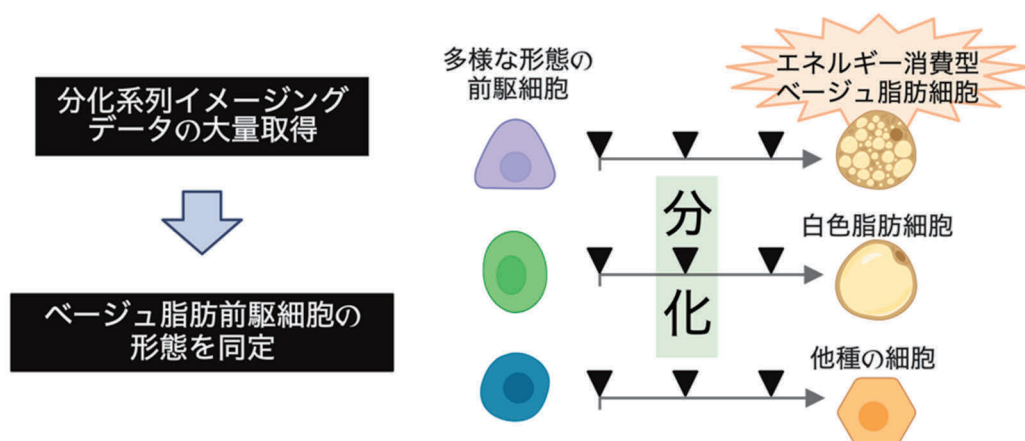 分化系列イメージング
データの大量取得
ベージュ脂肪前駆細胞の
形態を同定
多様な形態の
前駆細胞
分
化
エネルギー消費型
ベージュ脂肪細胞
白色脂肪細胞
他種の細胞